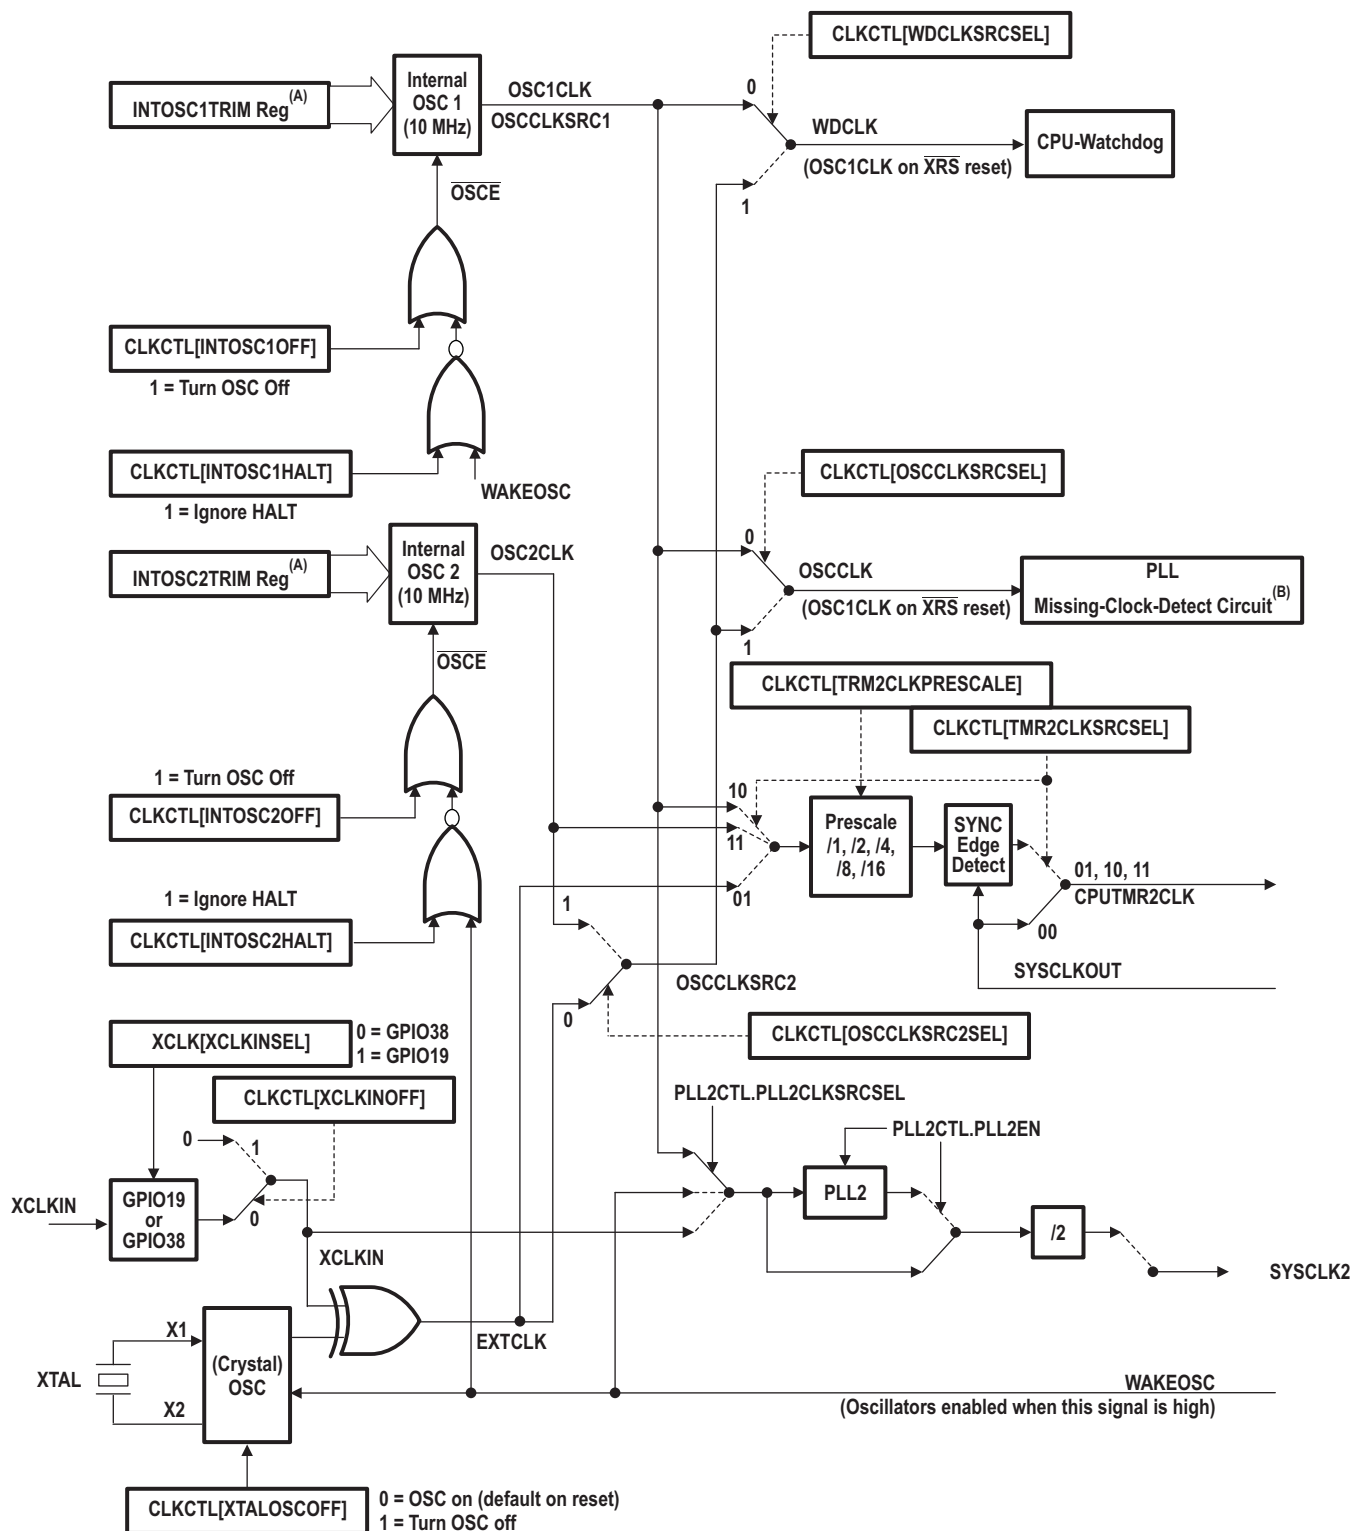 CLKCTL[WDCLKSRCSEL]
INTOSC1TRIM Reg(A)
Internal
OSC 1
(10 MHz)
OSC1CLK
OSCCLKSRC1
0
WDCLK
(OSC1CLK on XRS reset)
1
CPU-Watchdog
OSCE
CLKCTL[INTOSC1OFF]
1 = Turn OSC Off
CLKCTL[INTOSC1HALT]
1 = Ignore HALT
WAKEOSC
CLKCTL[OSCCLKSRCSEL]
INTOSC2TRIM Reg(A)
Internal
OSC 2
(10 MHz)
OSC2CLK
0
OSCCLK
(OSC1CLK on XRS reset)
1
PLL
Missing-Clock-Detect Circuit(B)
OSCE
CLKCTL[TRM2CLKPRESCALE]
CLKCTL[TMR2CLKSRCSEL]
1 = Turn OSC Off
CLKCTL[INTOSC2OFF]
10
11
01
Prescale
/1, /2, /4,
/8, /16
SYNC
Edge
Detect
01, 10, 11
CPUTMR2CLK
00
SYSCLKOUT
1 = Ignore HALT
CLKCTL[INTOSC2HALT]
1
0
OSCCLKSRC2
CLKCTL[OSCCLKSRC2SEL]
XCLK[XCLKINSEL]
0 = GPIO38
1 = GPIO19
CLKCTL[XCLKINOFF]
0
1
0
XCLKIN
GPIO19
or
GPIO38
XCLKIN
PLL2CTL.PLL2CLKSRCSEL
PLL2CTL.PLL2EN
PLL2
/2
SYSCLK2
EXTCLK
XTAL
X1
X2
(Crystal)
OSC
WAKEOSC
(Oscillators enabled when this signal is high)
CLKCTL[XTALOSCOFF]
0 = OSC on (default on reset)
1 = Turn OSC off